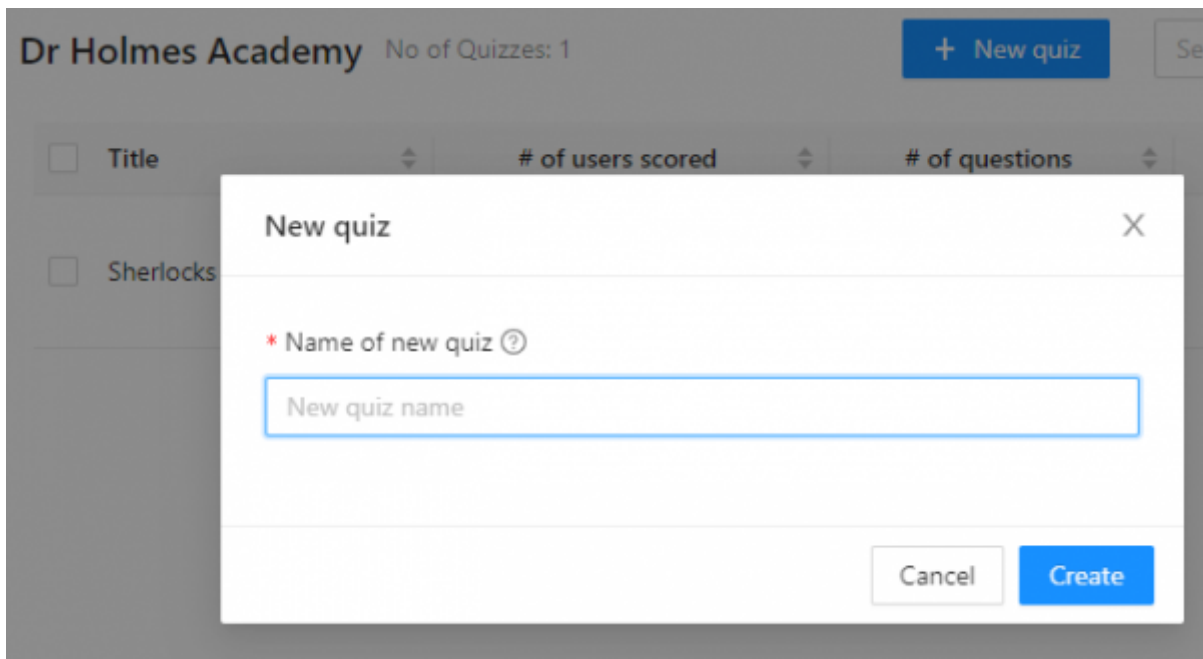 Dr Holmes Academy No of Quizzes: 1 + New quiz Se
Title # of users scored # of questions
New quiz X
Sherlocks
* Name of new quiz ?
New quiz name
Cancel Create